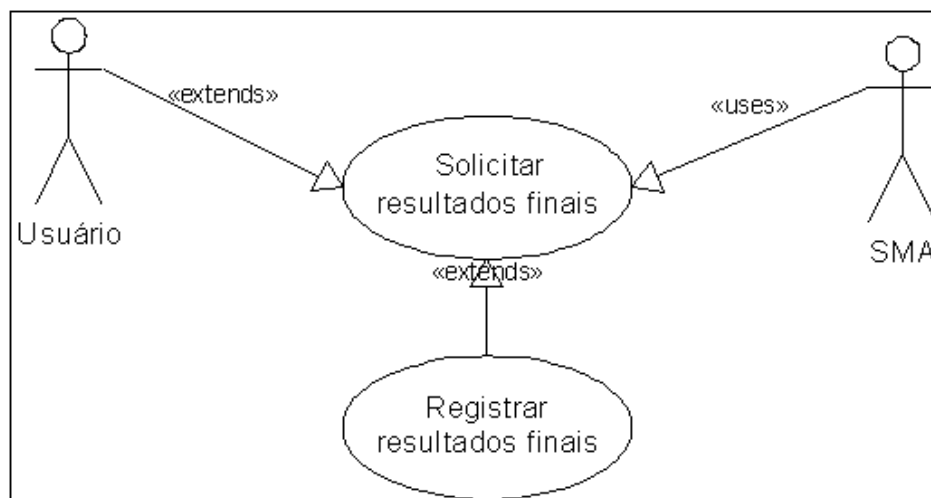 «extends»
«uses»
Solicitar
resultados finais
Usuário
SMA
«extends»
Registrar
resultados finais